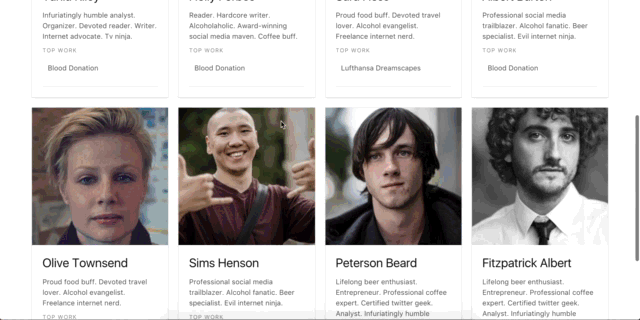 Infuriatingly humble analyst.
Organizer. Devoted reader. Writer.
Internet advocate. Tv ninja.
TOP WORK
Blood Donation
Reader. Hardcore writer.
Alcoholaholic. Award-winning
social media maven. Coffee buff.
TOP WORK
Blood Donation
Proud food buff. Devoted travel
lover. Alcohol evangelist.
Freelance internet nerd.
TOP WORK
Lufthansa Dreamscapes
Professional social media
trailblazer. Alcohol fanatic. Beer
specialist. Evil internet ninja.
TOP WORK
Blood Donation
Olive Townsend
Proud food buff. Devoted travel
lover. Alcohol evangelist.
Freelance internet nerd.
TOP WORK
Sims Henson
Professional social media
trailblazer. Alcohol fanatic. Beer
specialist. Evil internet ninja.
TOP WORK
Peterson Beard
Lifelong beer enthusiast.
Entrepreneur. Professional coffee
expert. Certified twitter geek.
Analyst. Infuriatingly humble
Fitzpatrick Albert
Lifelong beer enthusiast.
Entrepreneur. Professional coffee
expert. Certified twitter geek.
Analyst. Infuriatingly humble